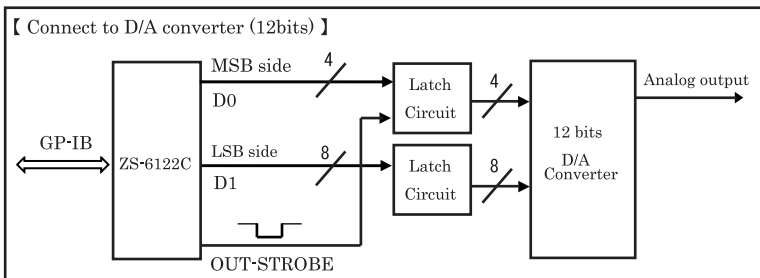 【 Connect to D/A converter (12bits) 】
MSB side
4
D0
Latch
Circuit
4
Analog output
GP-IB
ZS-6122C
LSB side
8
D1
Latch
Circuit
8
12 bits
D/A
Converter
OUT-STROBE